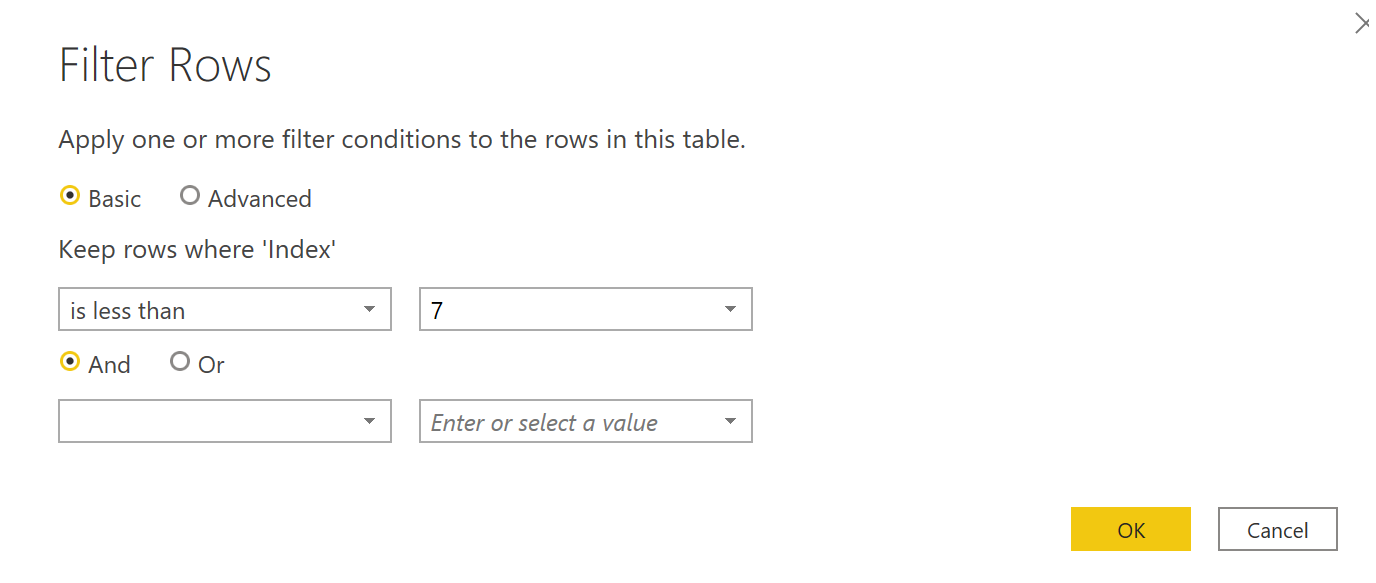 Filter Rows
Apply one or more filter conditions to the rows in this table.
Basic Advanced
Keep rows where 'Index'
is less than 7
And Or
Enter or select a value
OK Cancel